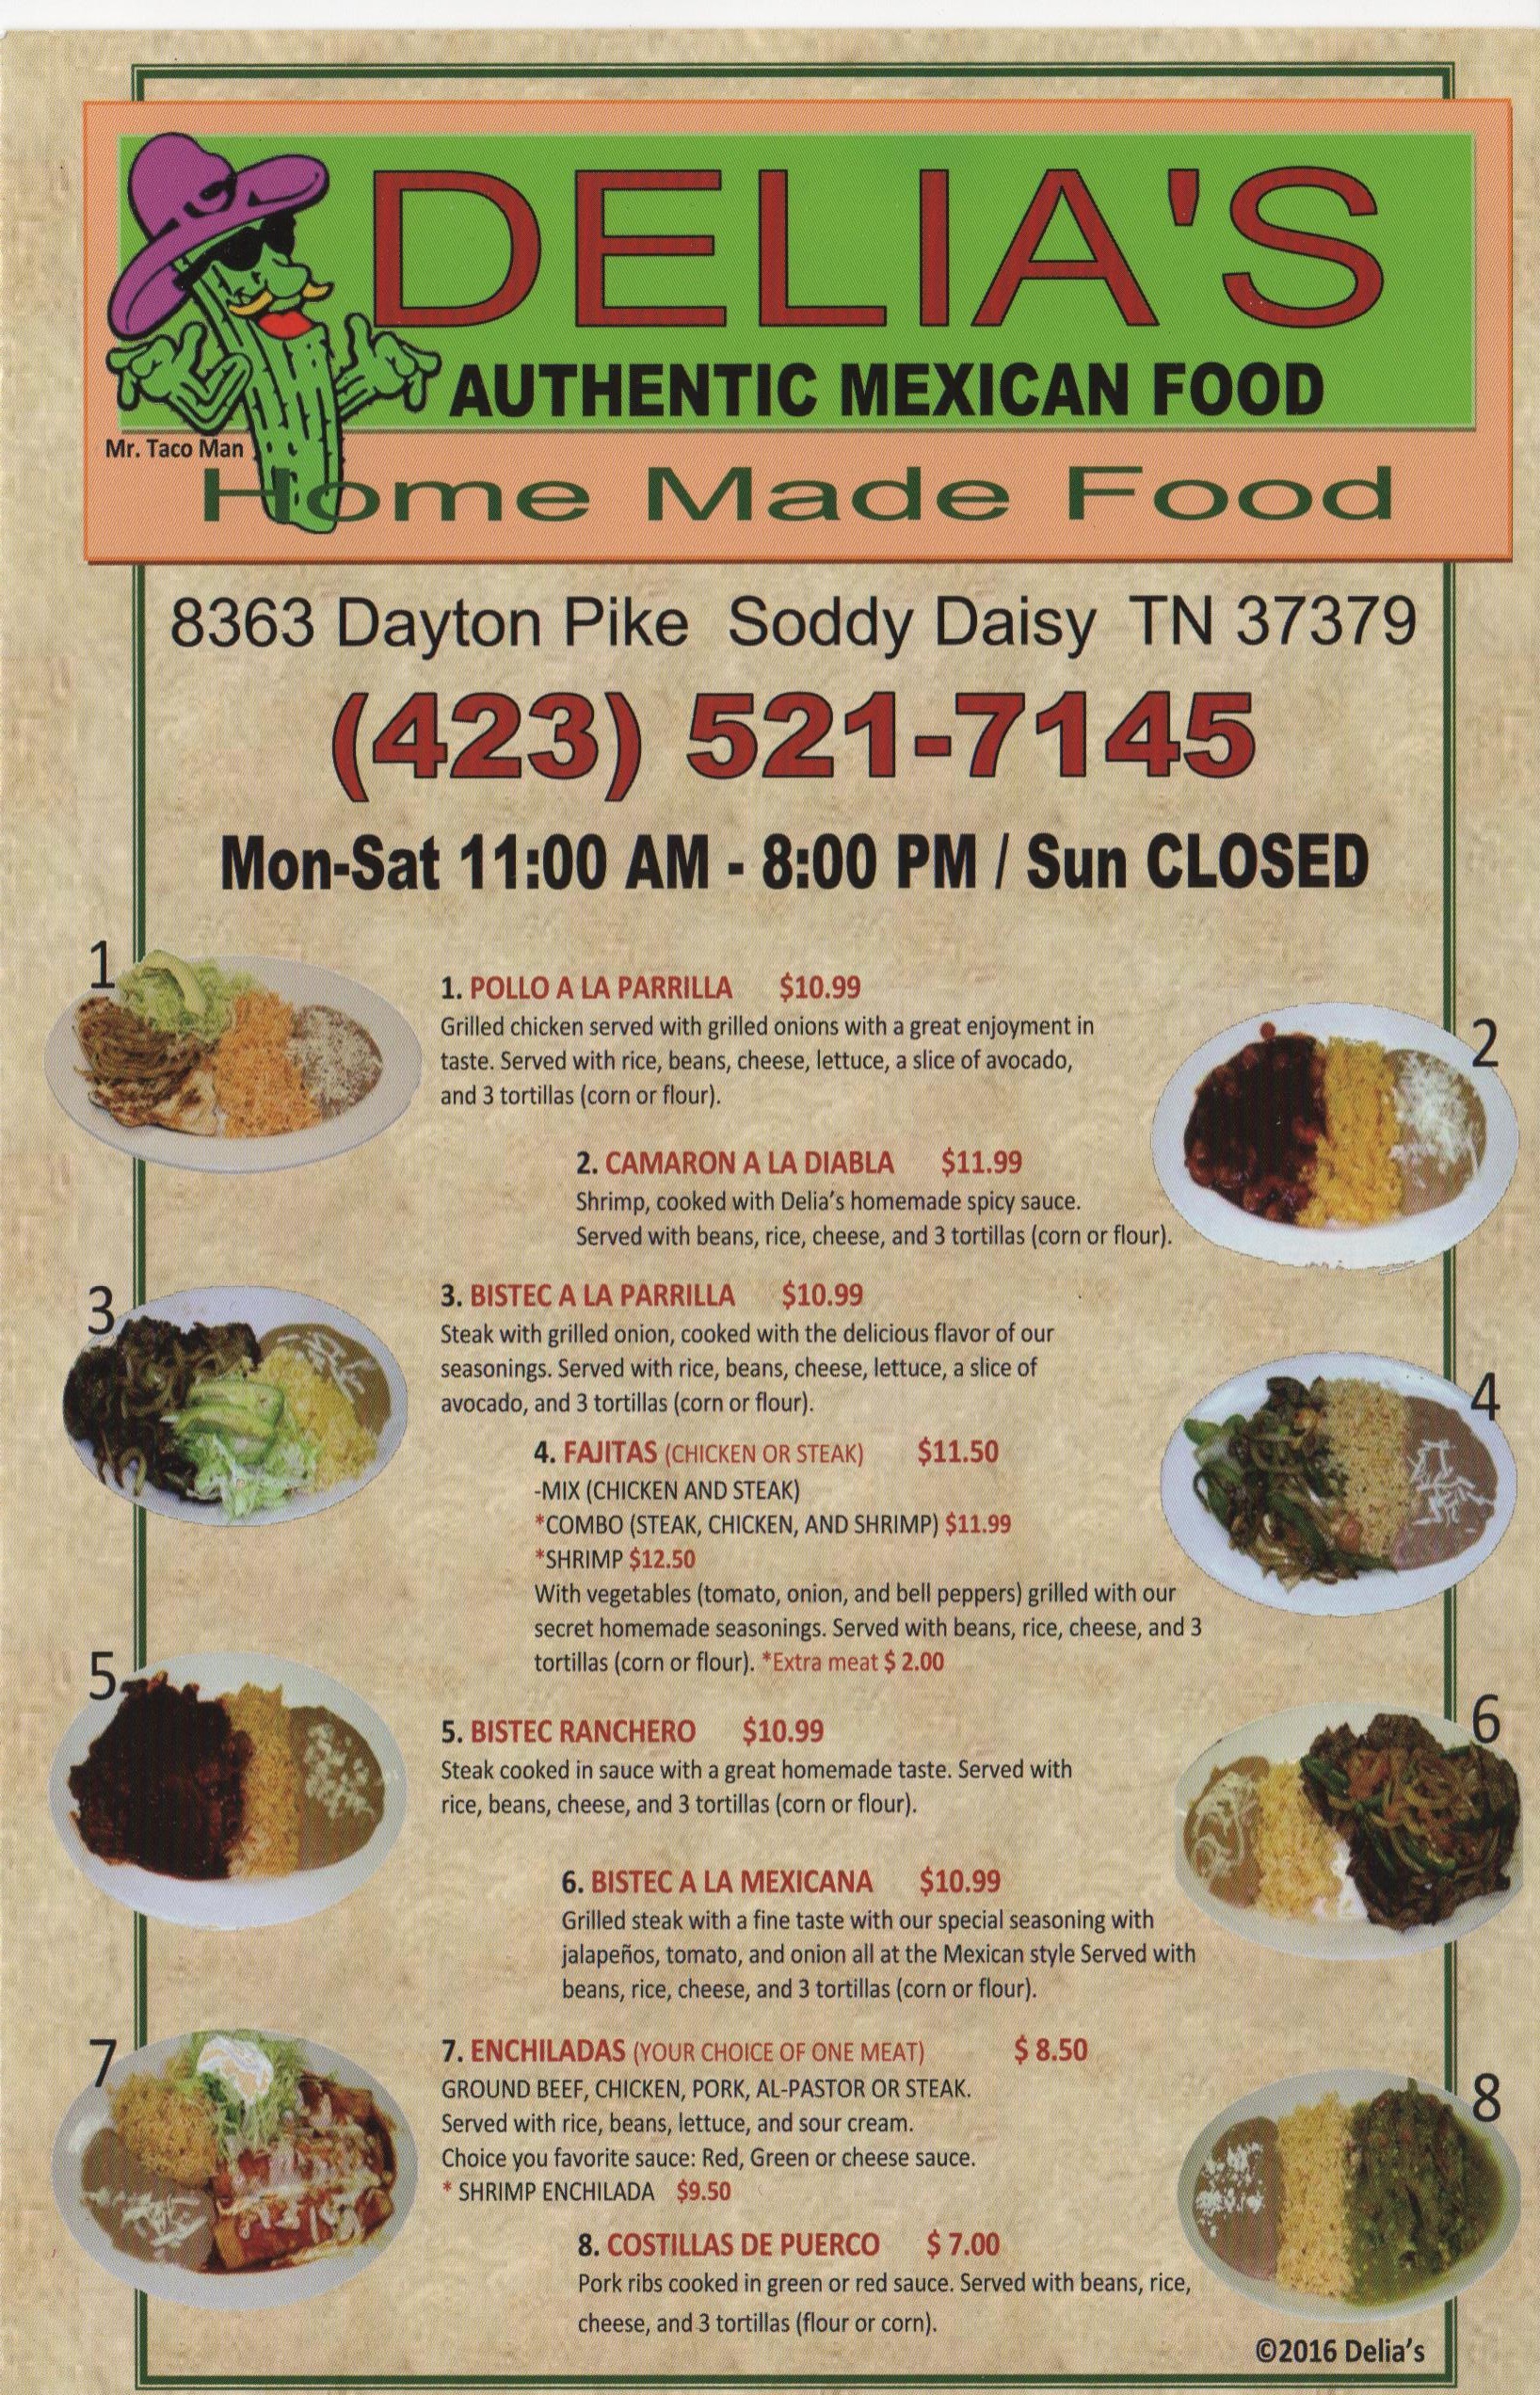 DELIA'S
AUTHENTIC MEXICAN FOOD
Mr. Taco Man
Home Made Food
8363 Dayton Pike Soddy Daisy TN 37379
(423) 521-7145
Mon-Sat 11:00 AM - 8:00 PM / Sun CLOSED
1
1. POLLO A LA PARRILLA $10.99
Grilled chicken served with grilled onions with a great enjoyment in
taste. Served with rice, beans, cheese, lettuce, a slice of avocado,
and 3 tortillas (corn or flour).
2
2. CAMARON A LA DIABLA $11.99
Shrimp, cooked with Delia's homemade spicy sauce.
Served with beans, rice, cheese, and 3 tortillas (corn or flour).
3
3. BISTEC A LA PARRILLA $10.99
Steak with grilled onion, cooked with the delicious flavor of our
seasonings. Served with rice, beans, cheese, lettuce, a slice of
avocado, and 3 tortillas (corn or flour).
4
4. FAJITAS (CHICKEN OR STEAK) $11.50
-MIX (CHICKEN AND STEAK)
*COMBO (STEAK, CHICKEN, AND SHRIMP) $11.99
*SHRIMP $12.50
With vegetables (tomato, onion, and bell peppers) grilled with our
secret homemade seasonings. Served with beans, rice, cheese, and 3
tortillas (corn or flour). *Extra meat $ 2.00
5
5. BISTEC RANCHERO $10.99
Steak cooked in sauce with a great homemade taste. Served with
rice, beans, cheese, and 3 tortillas (corn or flour).
6
6. BISTEC A LA MEXICANA $10.99
Grilled steak with a fine taste with our special seasoning with
jalapeños, tomato, and onion all at the Mexican style Served with
beans, rice, cheese, and 3 tortillas (corn or flour).
7
7. ENCHILADAS (YOUR CHOICE OF ONE MEAT) $ 8.50
GROUND BEEF, CHICKEN, PORK, AL-PASTOR OR STEAK.
Served with rice, beans, lettuce, and sour cream.
Choice you favorite sauce: Red, Green or cheese sauce.
* SHRIMP ENCHILADA $9.50
8
8. COSTILLAS DE PUERCO $ 7.00
Pork ribs cooked in green or red sauce. Served with beans, rice,
cheese, and 3 tortillas (flour or corn).
©2016 Delia's